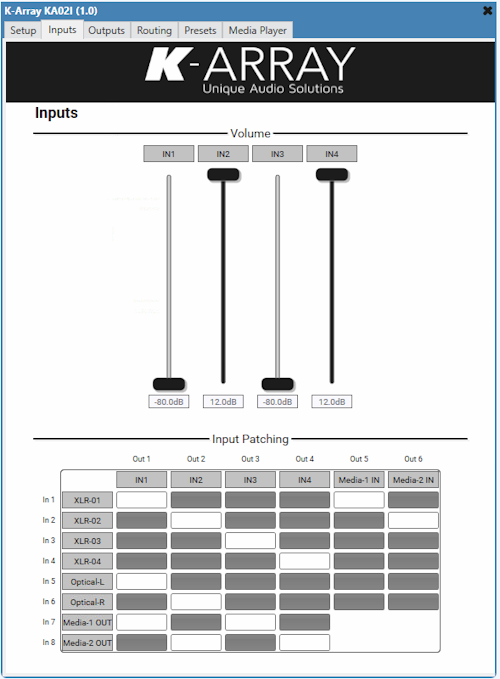 K-Array KA02I (1.0)
Setup Inputs Outputs Routing Presets Media Player
K-ARRAY
Unique Audio Solutions
Inputs
Volume
IN1 IN2 IN3 IN4
-80.0dB 12.0dB -80.0dB 12.0dB
Input Patching
Out 1 Out 2 Out 3 Out 4 Out 5 Out 6
IN1 IN2 IN3 IN4 Media-1 IN Media-2 IN
In 1 XLR-01
In 2 XLR-02
In 3 XLR-03
In 4 XLR-04
In 5 Optical-L
In 6 Optical-R
In 7 Media-1 OUT
In 8 Media-2 OUT